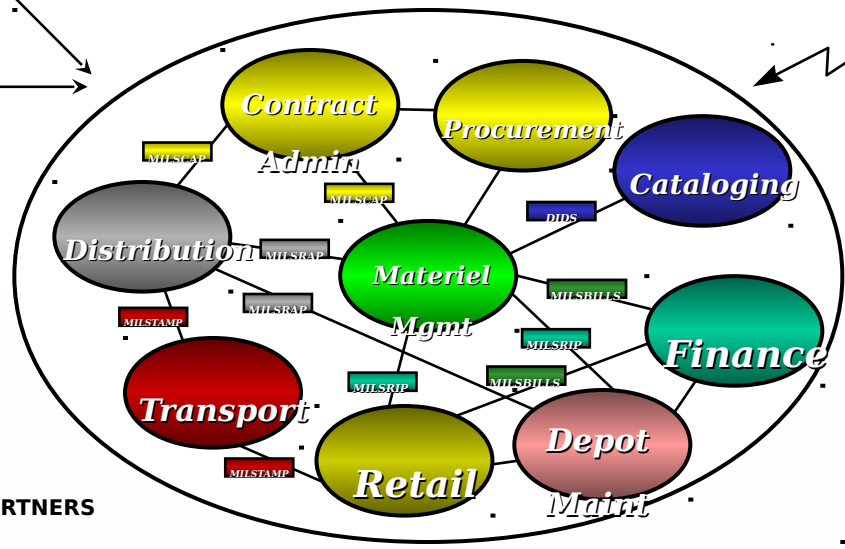 Contract
Admin
Procurement
MILSCAP
Cataloging
MILSCAP
DIDS
Distribution
MILSRAP
Materiel
Mgmt
MILSBILLS
MILSRAP
MILSTAMP
MILSRIP
Finance
MILSRIP
MILSBILLS
Transport
Depot
Maint
Retail
MILSTAMP
RTNERS